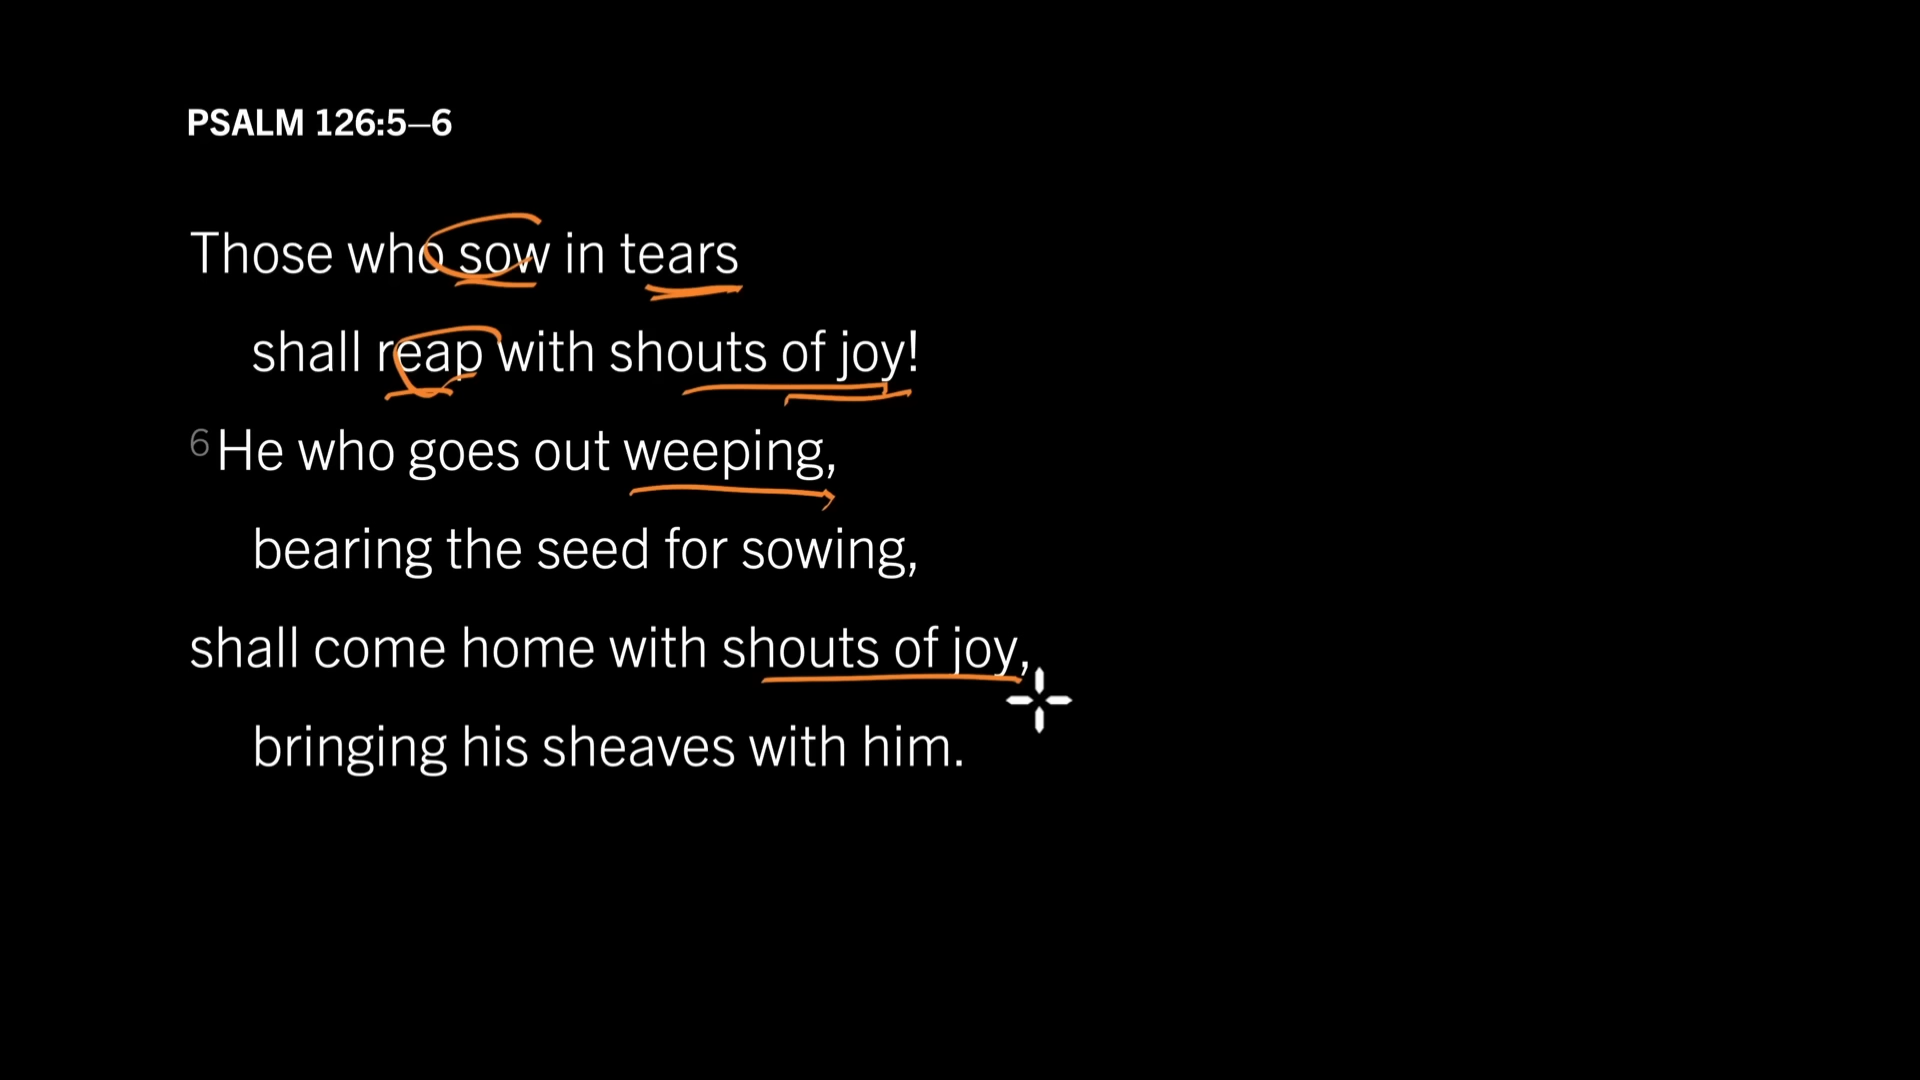 PSALM 126:5–6
Those who sow in tears
shall reap with shouts of joy!
6 He who goes out weeping,
bearing the seed for sowing,
shall come home with shouts of joy,
bringing his sheaves with him.